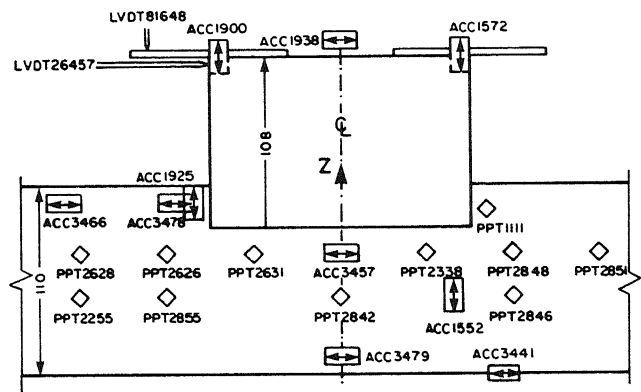 LVDT81648
ACC1900
ACC1938
ACC1572
LVDT26457
108
℄
Z
ACC1925
ACC3466
ACC3478
PPT1111
PPT2628
PPT2626
PPT2631
ACC3457
PPT2338
PPT2848
PPT2851
110
PPT2255
PPT2855
PPT2842
ACC1552
PPT2846
ACC3479
ACC3441